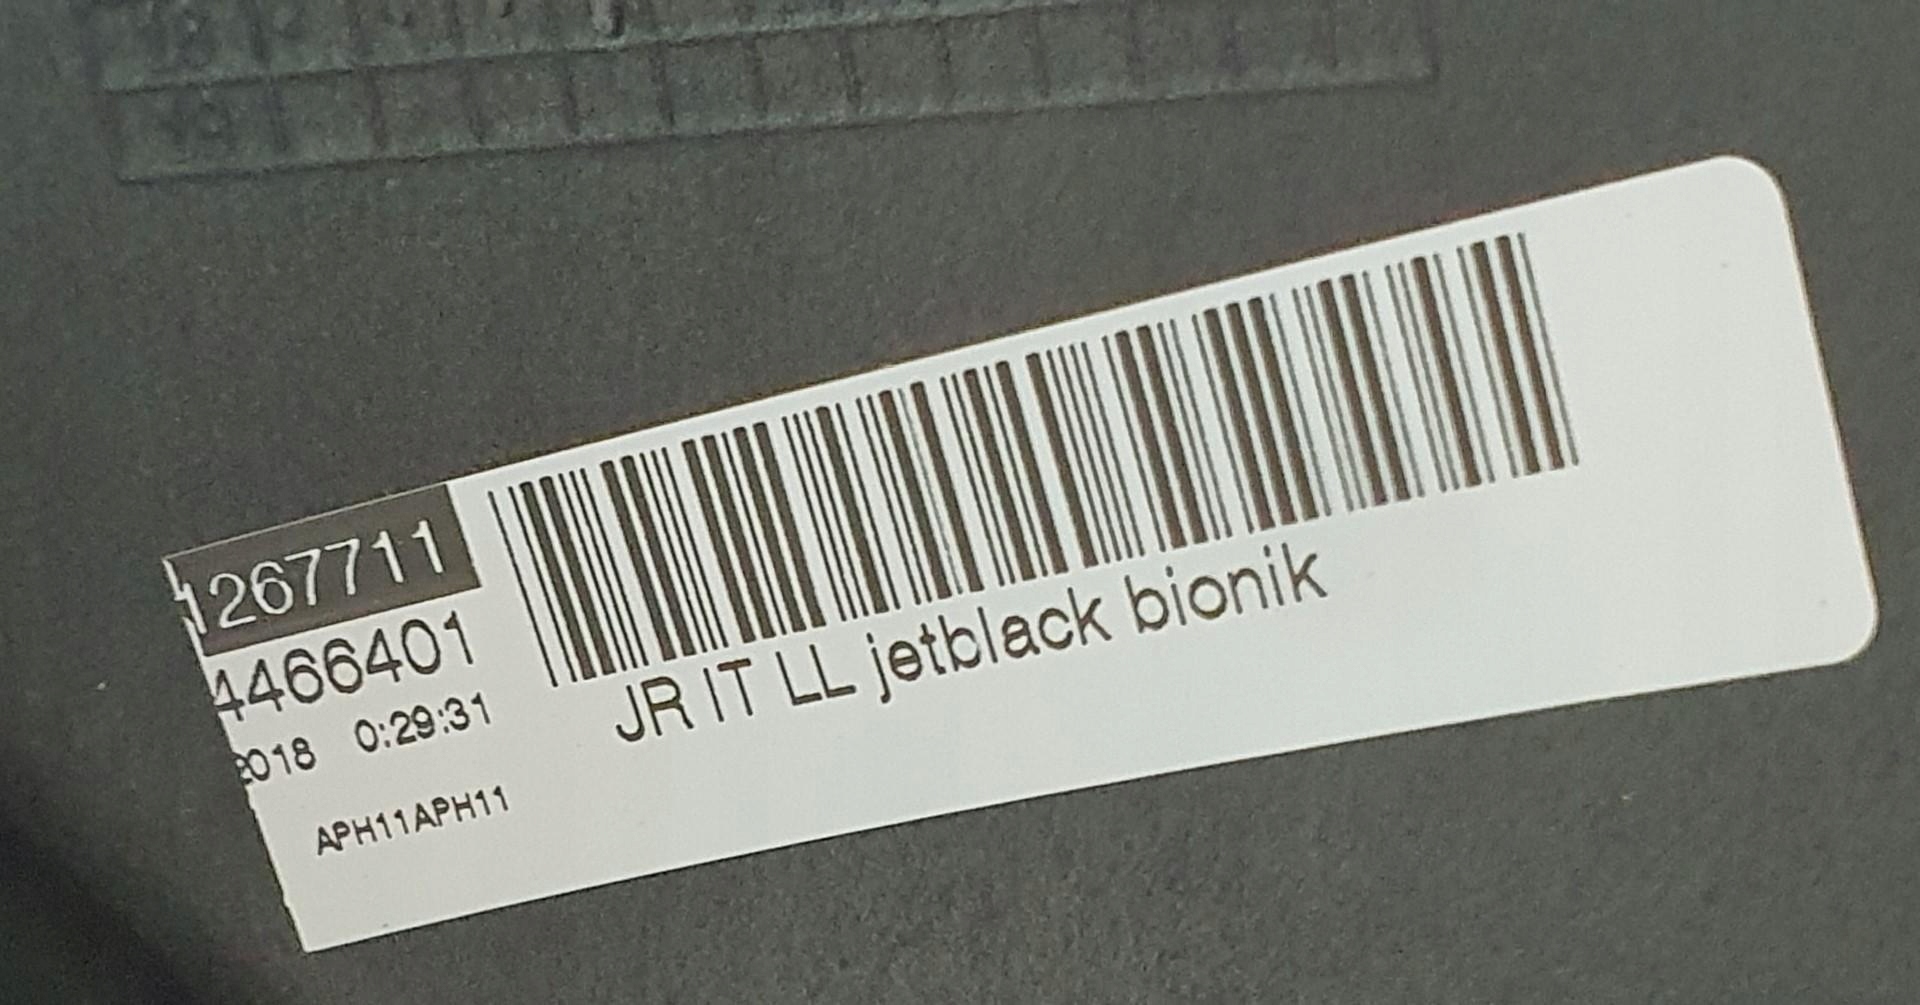 1267711
4466401
2018 0:29:31
APH11APH11
JR IT LL jetblack bionik